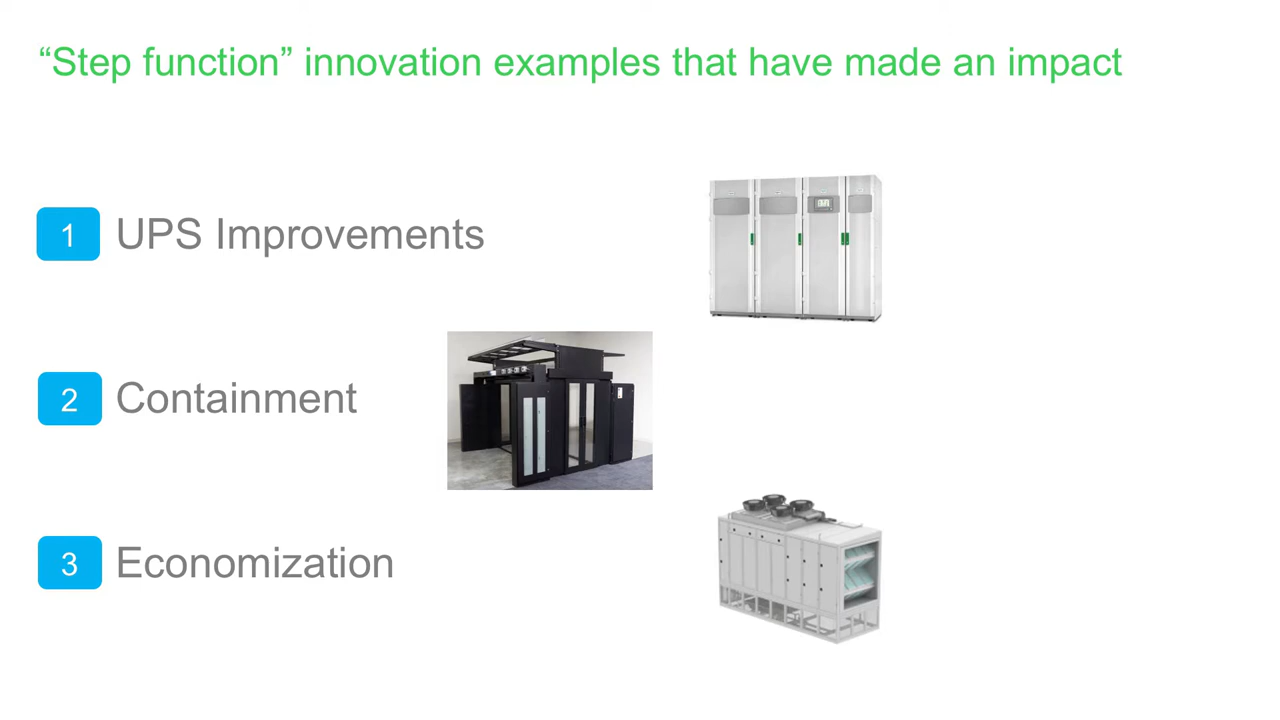 “Step function” innovation examples that have made an impact
1 UPS Improvements
2 Containment
3 Economization